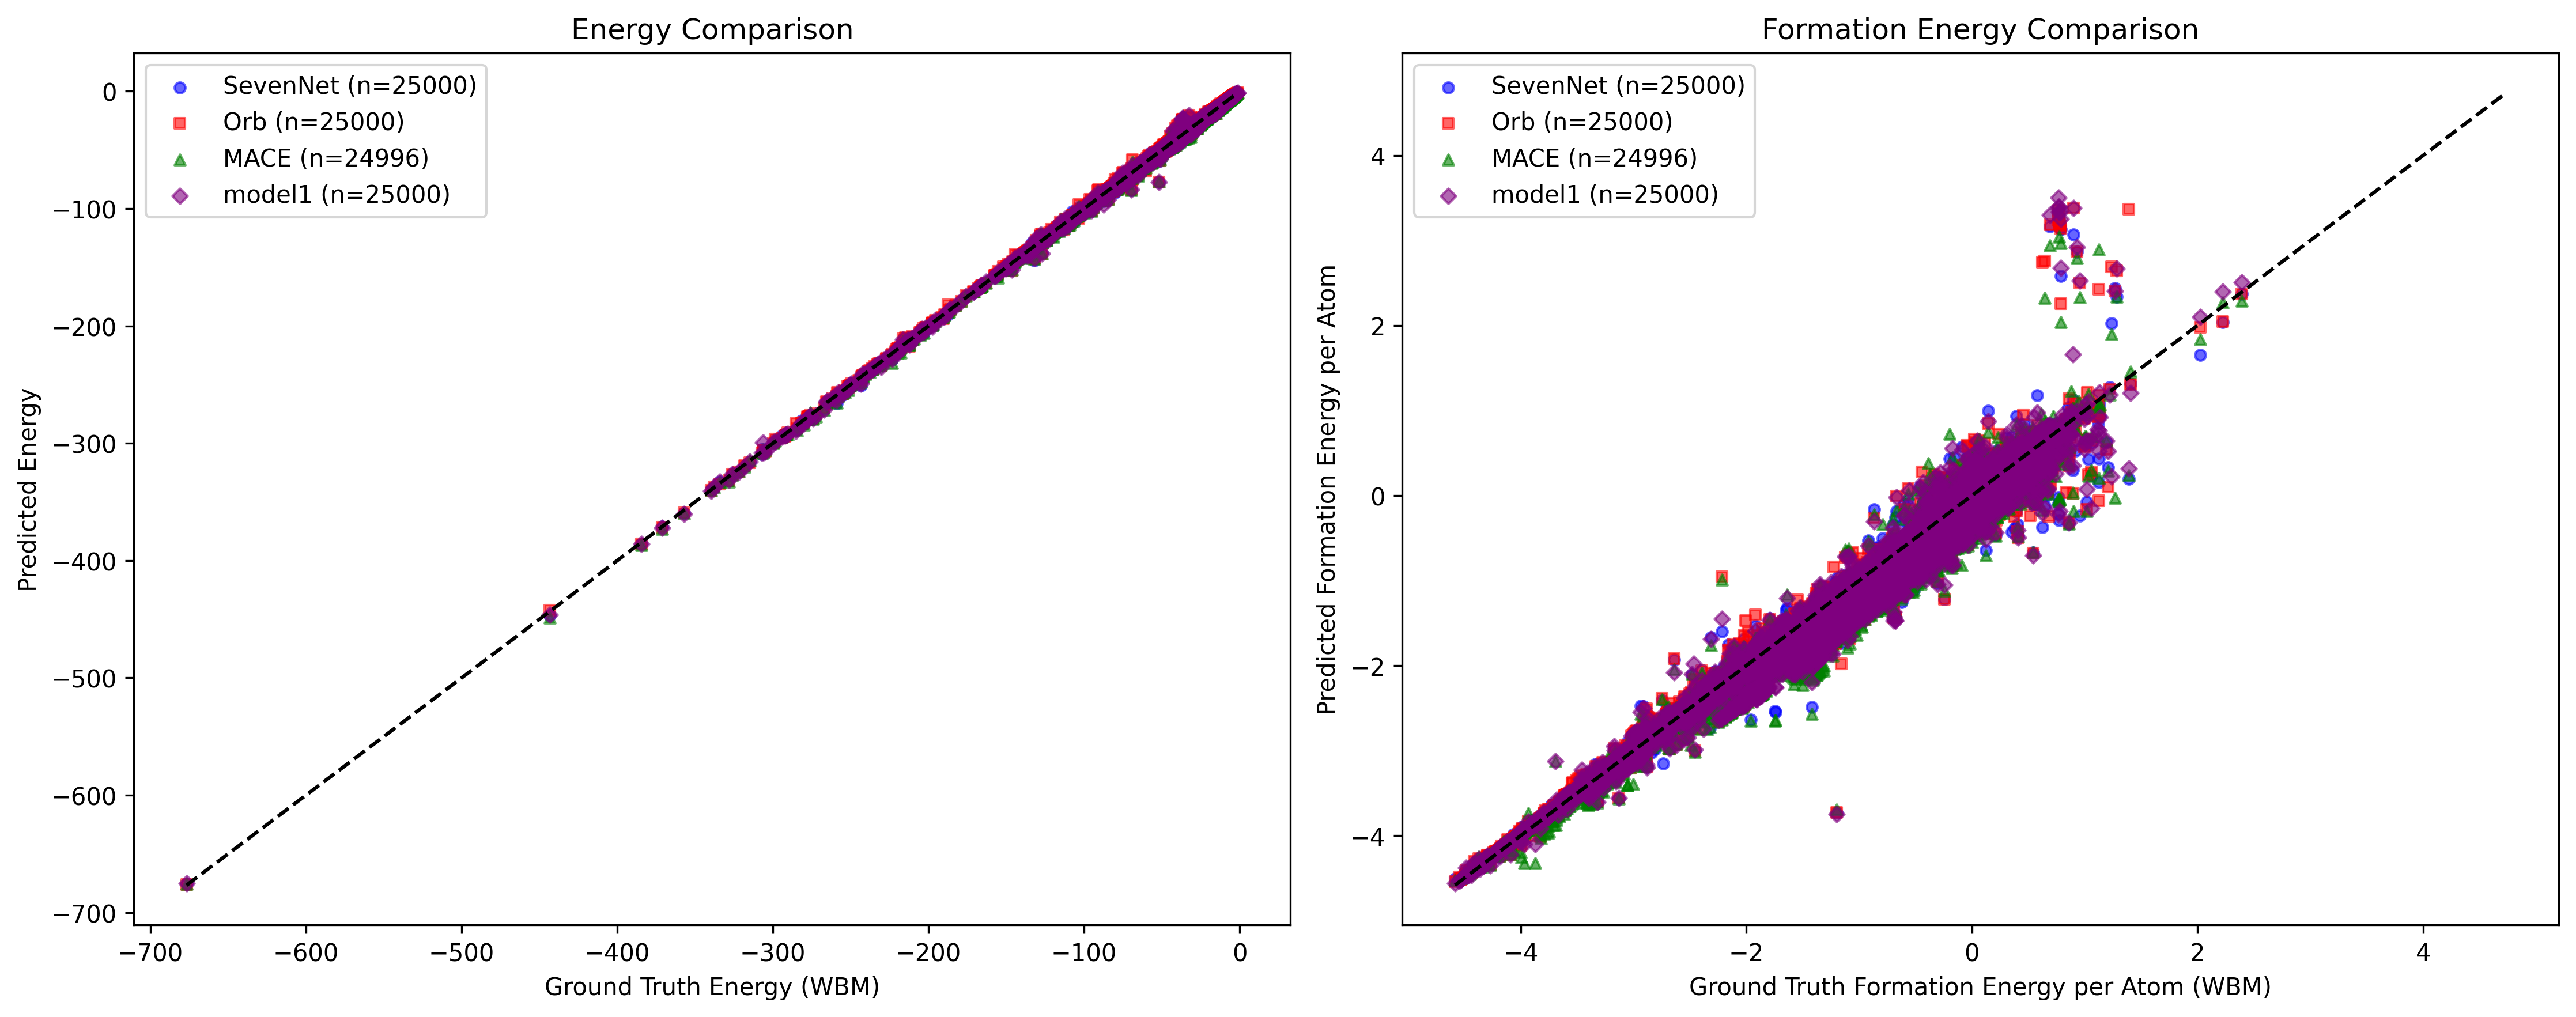 Energy Comparison
SevenNet (n=25000)
Orb (n=25000)
MACE (n=24996)
model1 (n=25000)
Predicted Energy
0
−100
−200
−300
−400
−500
−600
−700
−700
−600
−500
−400
−300
−200
−100
0
Ground Truth Energy (WBM)
Formation Energy Comparison
SevenNet (n=25000)
Orb (n=25000)
MACE (n=24996)
model1 (n=25000)
Predicted Formation Energy per Atom
4
2
0
−2
−4
−4
−2
0
2
4
Ground Truth Formation Energy per Atom (WBM)